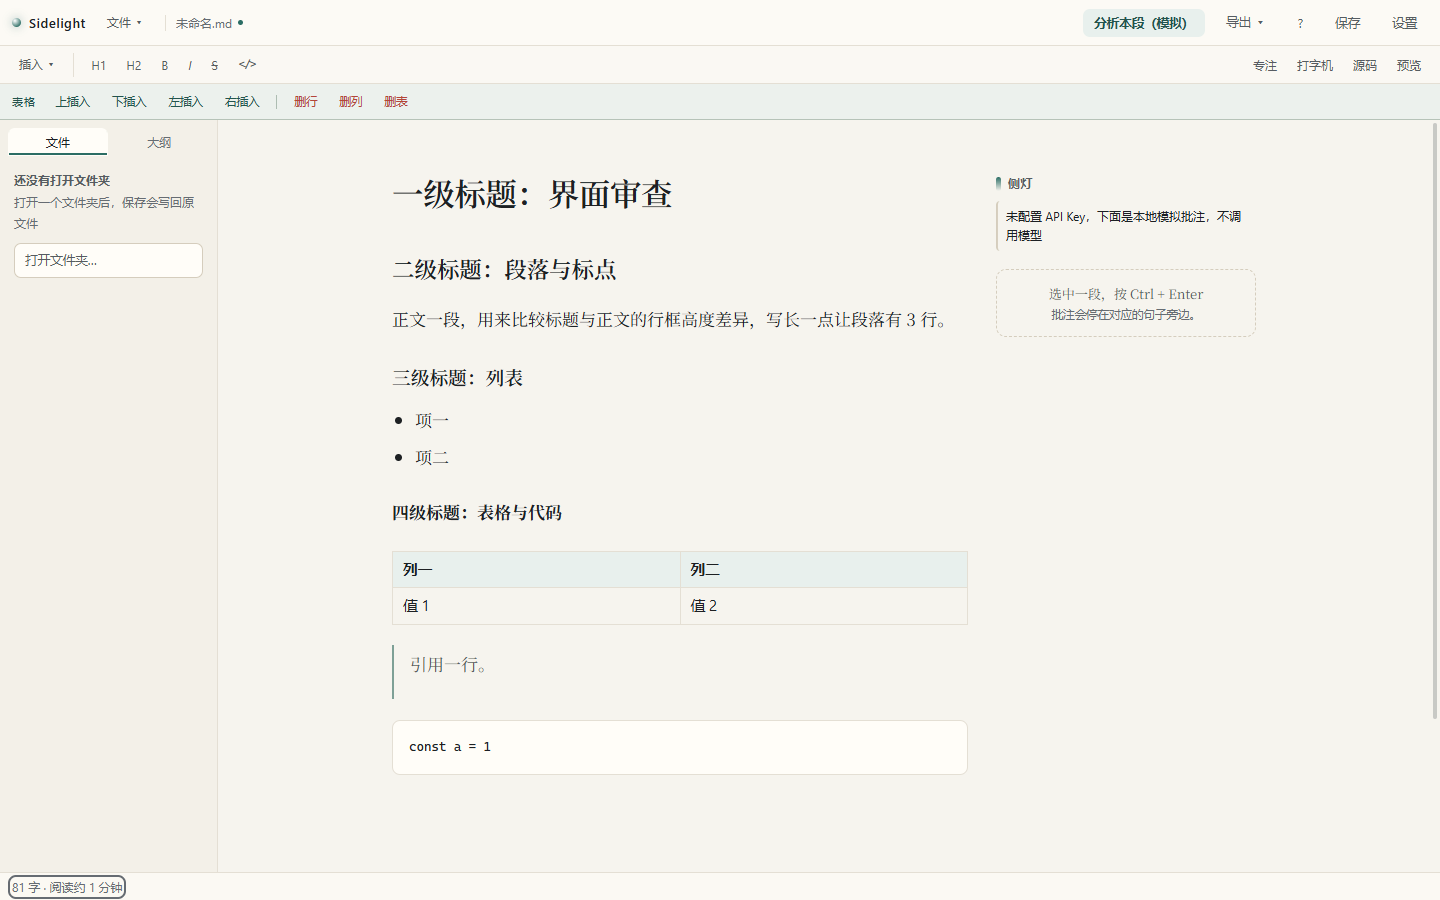 Sidelight 文件 未命名.md 分析本段（模拟） 导出 ? 保存 设置
插入 H1 H2 B I S </> 专注 打字机 源码 预览
表格 上插入 下插入 左插入 右插入 删行 删列 删表
文件 大纲
还没有打开文件夹
打开一个文件夹后，保存会写回原
文件
打开文件夹...
一级标题：界面审查
二级标题：段落与标点
正文一段，用来比较标题与正文的行框高度差异，写长一点让段落有 3 行。
三级标题：列表
项一
项二
四级标题：表格与代码
列一 列二
值 1 值 2
引用一行。
const a = 1
侧灯
未配置 API Key，下面是本地模拟批注，不调
用模型
选中一段，按 Ctrl + Enter
批注会停在对应的句子旁边。
81 字 · 阅读约 1 分钟